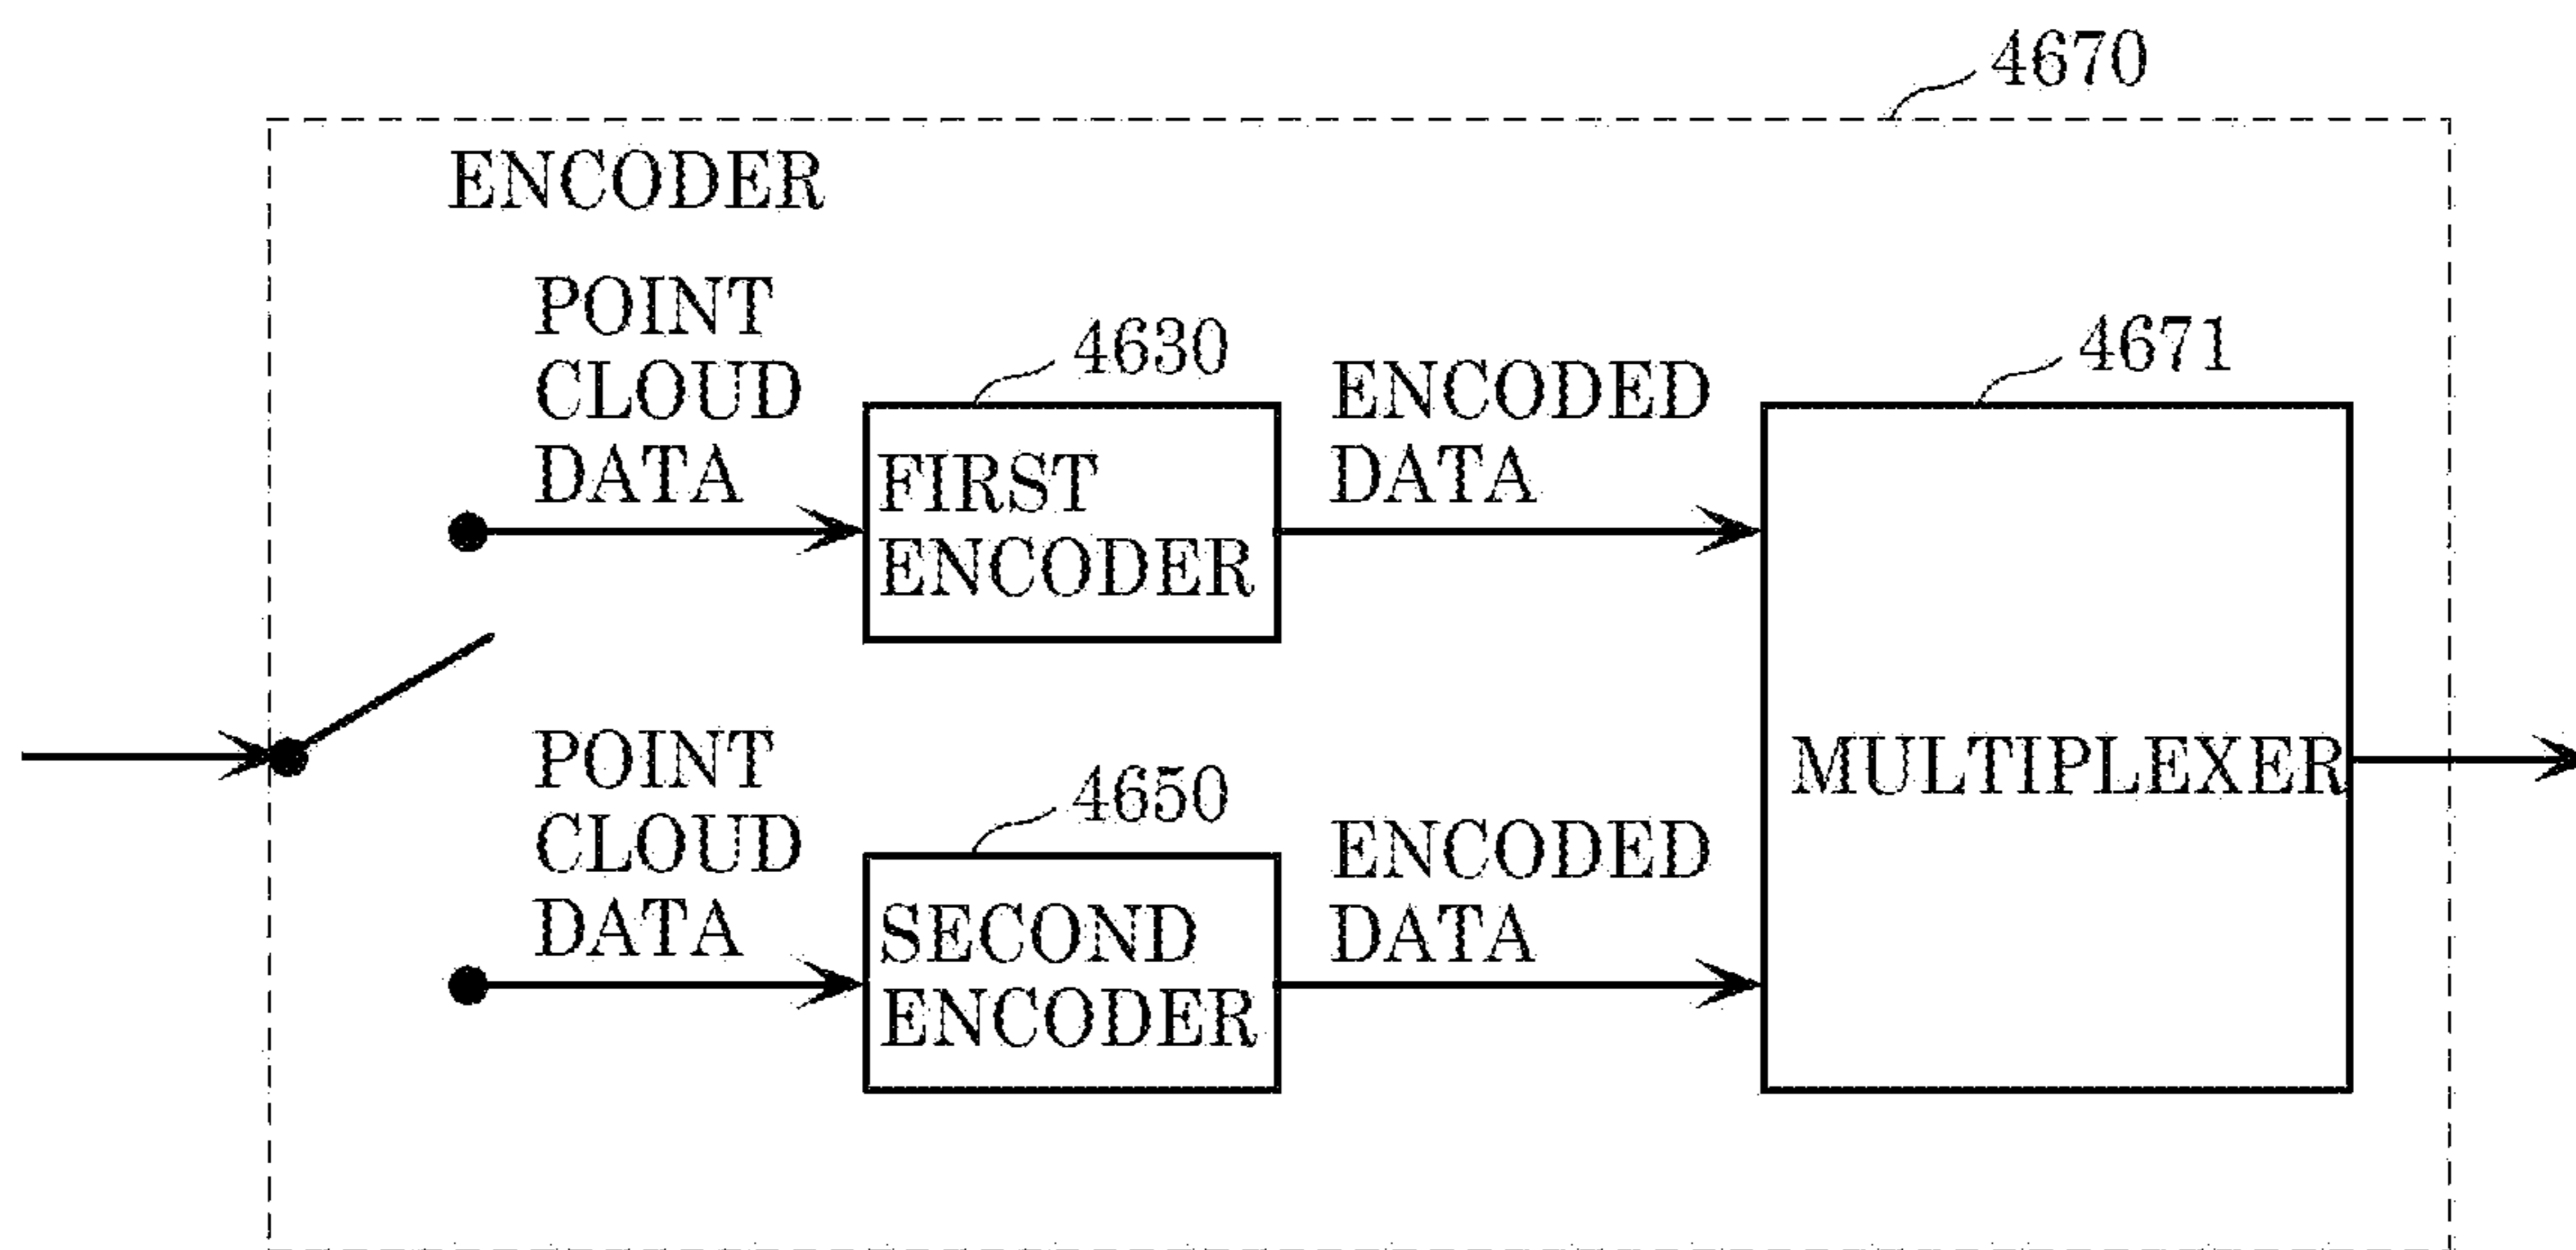 4670
ENCODER
POINT
CLOUD
DATA
4630
FIRST
ENCODER
ENCODED
DATA
4671
MULTIPLEXER
POINT
CLOUD
DATA
4650
SECOND
ENCODER
ENCODED
DATA